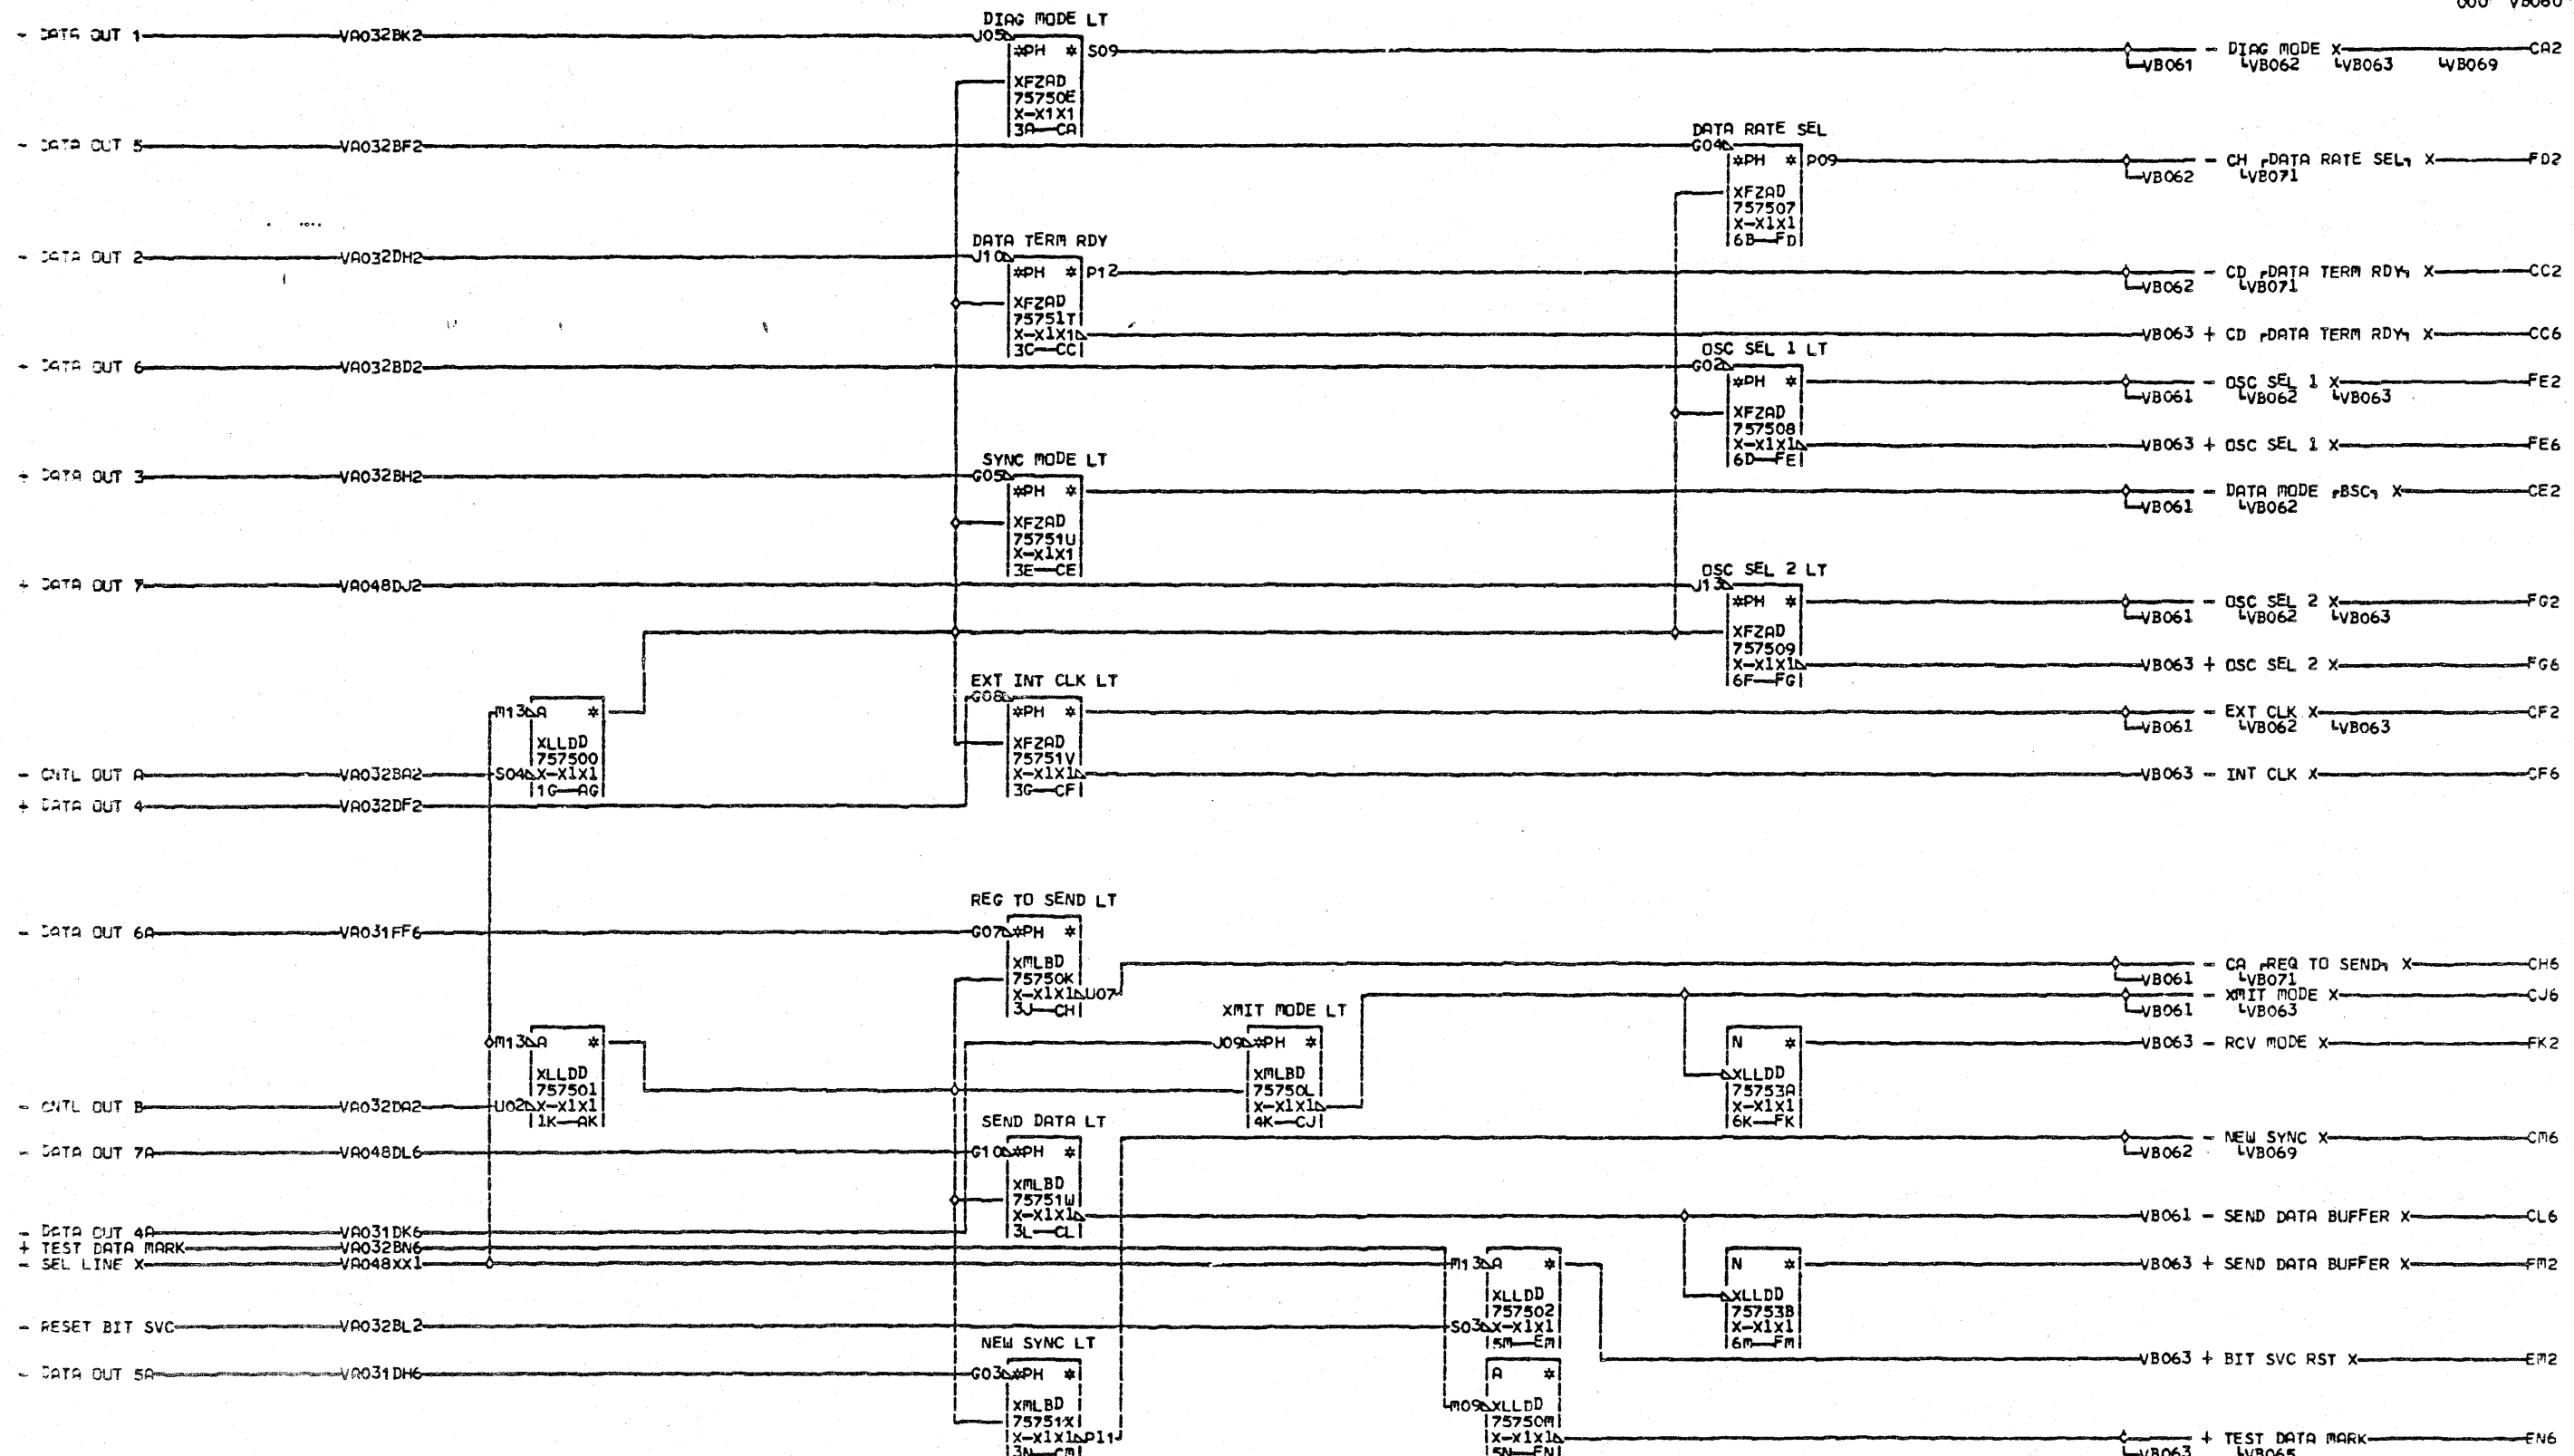 000 VB060
DIAG MODE LT
- DATA OUT 1 VA032BK2 J05 *PH * S09 - DIAG MODE X CA2
VB061 VB062 VB063 VB069
XFZAD
75750E
X-X1X1
3A CA
DATA RATE SEL
- DATA OUT 5 VA032BF2 G04 *PH * P09 - CH DATA RATE SEL X FD2
VB062 VB071
XFZAD
757507
X-X1X1
6B FD
DATA TERM RDY
- DATA OUT 2 VA032DH2 J10 *PH * P12 - CD DATA TERM RDY X CC2
VB062 VB071
XFZAD
75751T
X-X1X1 VB063 + CD DATA TERM RDY X CC6
3C CC
OSC SEL 1 LT
- DATA OUT 6 VA032BD2 G02 *PH * - OSC SEL 1 X FE2
VB061 VB062 VB063
XFZAD
757508
X-X1X1 VB063 + OSC SEL 1 X FE6
6D FE
SYNC MODE LT
+ DATA OUT 3 VA032BH2 G05 *PH * - DATA MODE BSC X CE2
VB061 VB062
XFZAD
75751U
X-X1X1
3E CE
OSC SEL 2 LT
+ DATA OUT 7 VA048DJ2 J13 *PH * - OSC SEL 2 X FG2
VB061 VB062 VB063
XFZAD
757509
X-X1X1 VB063 + OSC SEL 2 X FG6
6F FG
EXT INT CLK LT
G08 *PH * - EXT CLK X CF2
VB061 VB062 VB063
M13 A *
XLLDD
757500
XFZAD
75751V
- CNTL OUT A VA032BA2 S04 X-X1X1 X-X1X1 VB063 - INT CLK X CF6
1G AG 3G CF
+ DATA OUT 4 VA032DF2
REG TO SEND LT
- DATA OUT 6A VA031FF6 G07 *PH *
XMLBD
75750K
X-X1X1 U07
3J CH
- CA REQ TO SEND X CH6
VB061 VB071
- XMIT MODE X CJ6
VB061 VB063
XMIT MODE LT
M13 A * J09 *PH * N * VB063 - RCV MODE X FK2
XLLDD XMLBD XLLDD
757501 75750L 75753A
- CNTL OUT B VA032DA2 U02 X-X1X1 X-X1X1 X-X1X1
1K AK 4K CJ 6K FK
SEND DATA LT
- NEW SYNC X CM6
VB062 VB069
- DATA OUT 7A VA048DL6 G10 *PH *
XMLBD
75751W
X-X1X1 VB061 - SEND DATA BUFFER X CL6
3L CL
- DATA OUT 4A VA031DK6
+ TEST DATA MARK VA032BN6
- SEL LINE X VA048XX1 M13 A * N * VB063 + SEND DATA BUFFER X FM2
XLLDD XLLDD
757502 75753B
- RESET BIT SVC VA032BL2 S03 X-X1X1 X-X1X1
5M EM 6M FM
NEW SYNC LT
VB063 + BIT SVC RST X EM2
- DATA OUT 5A VA031DH6 G03 *PH * A *
XMLBD M09 XLLDD
75751X 75750M
X-X1X1 P11 X-X1X1 + TEST DATA MARK EN6
3N CM 5N EN VB063 VB065